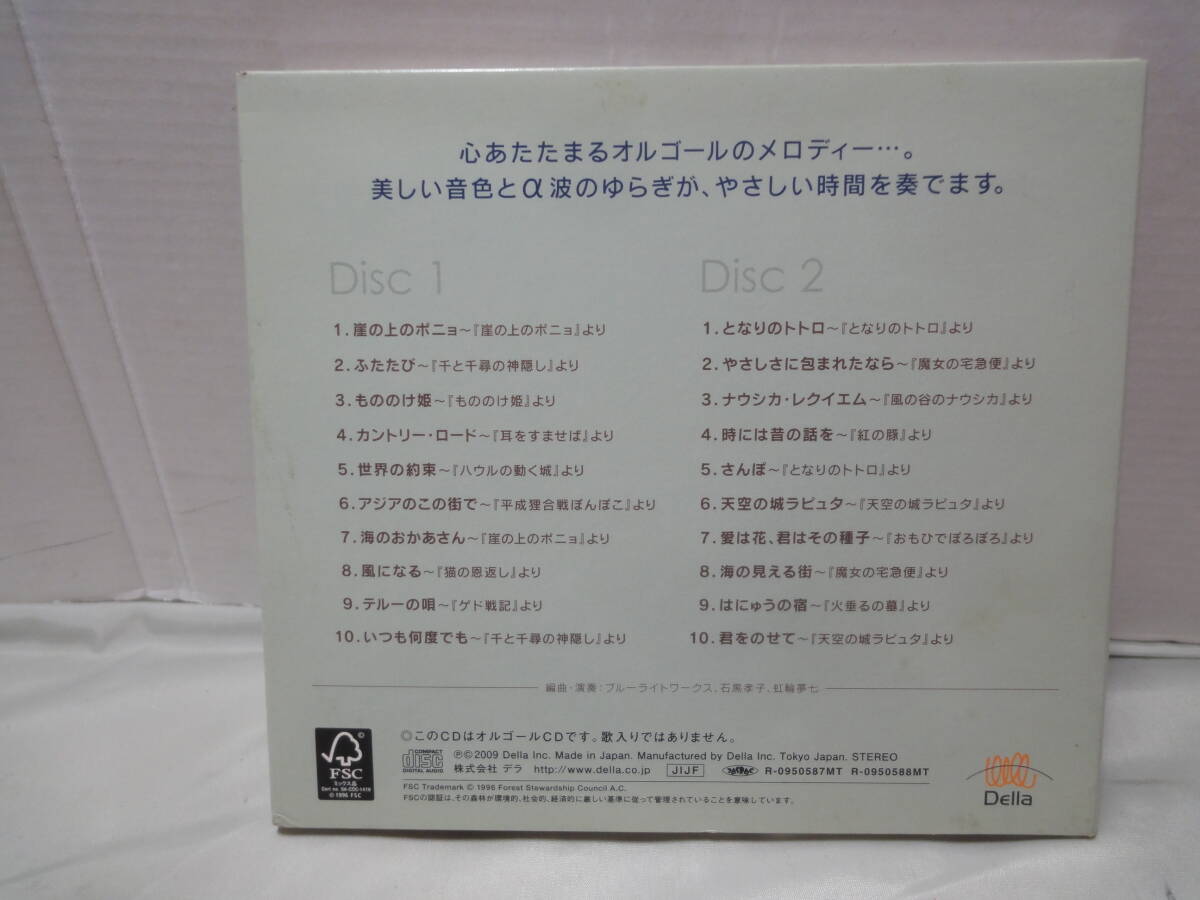 心あたたまるオルゴールのメロディー…。
美しい音色とα波のゆらぎが、やさしい時間を奏でます。
Disc 1
1.崖の上のポニョ～『崖の上のポニョ』より
2.ふたたび～『千と千尋の神隠し』より
3.もののけ姫～『もののけ姫』より
4.カントリー・ロード～『耳をすませば』より
5.世界の約束～『ハウルの動く城』より
6.アジアのこの街で～『平成狸合戦ぽんぽこ』より
7.海のおかあさん～『崖の上のポニョ』より
8.風になる～『猫の恩返し』より
9.テルーの唄～『ゲド戦記』より
10.いつも何度でも～『千と千尋の神隠し』より
Disc 2
1.となりのトトロ～『となりのトトロ』より
2.やさしさに包まれたなら～『魔女の宅急便』より
3.ナウシカ・レクイエム～『風の谷のナウシカ』より
4.時には昔の話を～『紅の豚』より
5.さんぽ～『となりのトトロ』より
6.天空の城ラピュタ～『天空の城ラピュタ』より
7.愛は花、君はその種子～『おもひでぽろぽろ』より
8.海の見える街～『魔女の宅急便』より
9.はにゅうの宿～『火垂るの墓』より
10.君をのせて～『天空の城ラピュタ』より
編曲・演奏：ブルーライトワークス、石黒孝子、虹輪夢七
FSC
ミックス品
Cert no. SA-COC-1419
© 1996 FSC
◎このCDはオルゴールCDです。歌入りではありません。
COMPACT disc DIGITAL AUDIO
℗©2009 Della Inc. Made in Japan. Manufactured by Della Inc. Tokyo Japan. STEREO
株式会社 デラ http://www.della.co.jp JIJF R-0950587MT R-0950588MT
FSC Trademark © 1996 Forest Stewardship Council A.C.
FSCの認証は、その森林が環境的、社会的、経済的に厳しい基準に従って管理されていることを意味しています。
Della